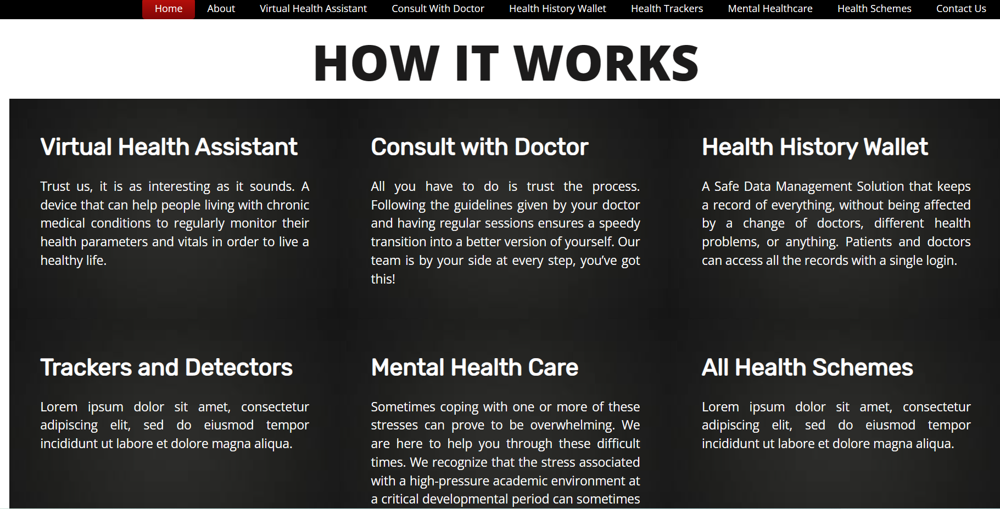 Home About Virtual Health Assistant Consult With Doctor Health History Wallet Health Trackers Mental Healthcare Health Schemes Contact Us
HOW IT WORKS
Virtual Health Assistant
Trust us, it is as interesting as it sounds. A
device that can help people living with chronic
medical conditions to regularly monitor their
health parameters and vitals in order to live a
healthy life.
Consult with Doctor
All you have to do is trust the process.
Following the guidelines given by your doctor
and having regular sessions ensures a speedy
transition into a better version of yourself. Our
team is by your side at every step, you’ve got
this!
Health History Wallet
A Safe Data Management Solution that keeps
a record of everything, without being affected
by a change of doctors, different health
problems, or anything. Patients and doctors
can access all the records with a single login.
Trackers and Detectors
Lorem ipsum dolor sit amet, consectetur
adipiscing elit, sed do eiusmod tempor
incididunt ut labore et dolore magna aliqua.
Mental Health Care
Sometimes coping with one or more of these
stresses can prove to be overwhelming. We
are here to help you through these difficult
times. We recognize that the stress associated
with a high-pressure academic environment at
a critical developmental period can sometimes
All Health Schemes
Lorem ipsum dolor sit amet, consectetur
adipiscing elit, sed do eiusmod tempor
incididunt ut labore et dolore magna aliqua.